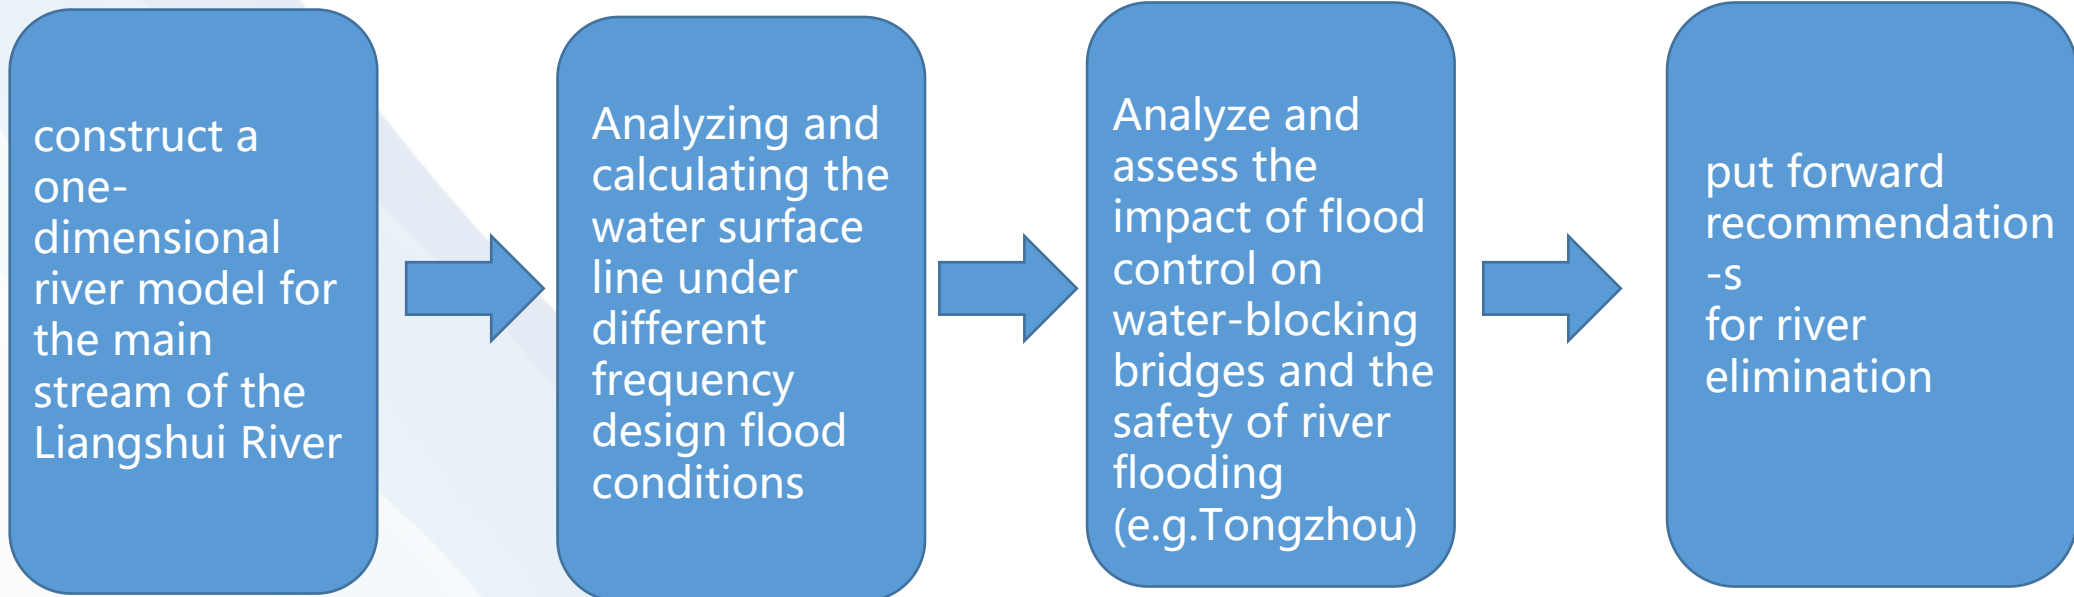 construct a
one-
dimensional
river model for
the main
stream of the
Liangshui River
Analyzing and
calculating the
water surface
line under
different
frequency
design flood
conditions
Analyze and
assess the
impact of flood
control on
water-blocking
bridges and the
safety of river
flooding
(e.g.Tongzhou)
put forward
recommendation
-s
for river
elimination